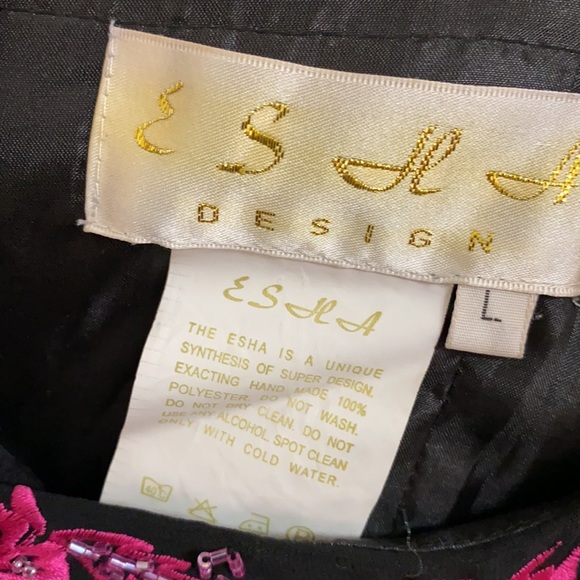 ESHA
DESIGN
L
ESHA
THE ESHA IS A UNIQUE
SYNTHESIS OF SUPER DESIGN.
EXACTING HAND MADE 100%
POLYESTER. DO NOT WASH.
DO NOT DRY CLEAN. DO NOT
USE ANY ALCOHOL. SPOT CLEAN
ONLY WITH COLD WATER.